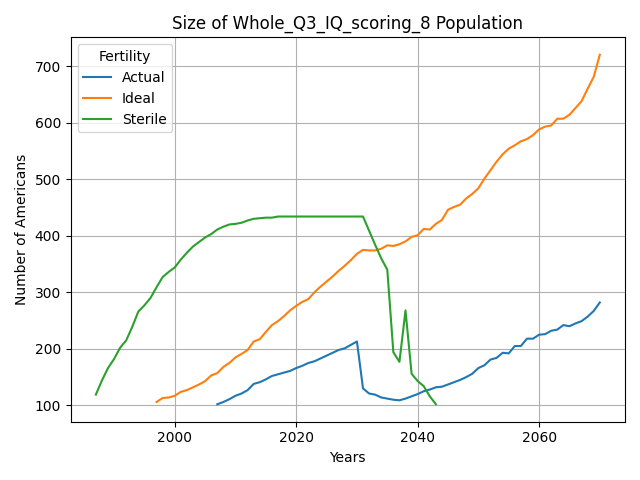 Size of Whole_Q3_IQ_scoring_8 Population
Fertility
Actual
Ideal
Sterile
Number of Americans
700
600
500
400
300
200
100
2000
2020
2040
2060
Years